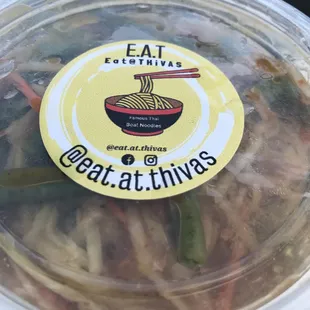 E.A.T
Eat@THiVAS
Famous Thai
Boat Noodles
@eat.at.thivas
@eat.at.thivas